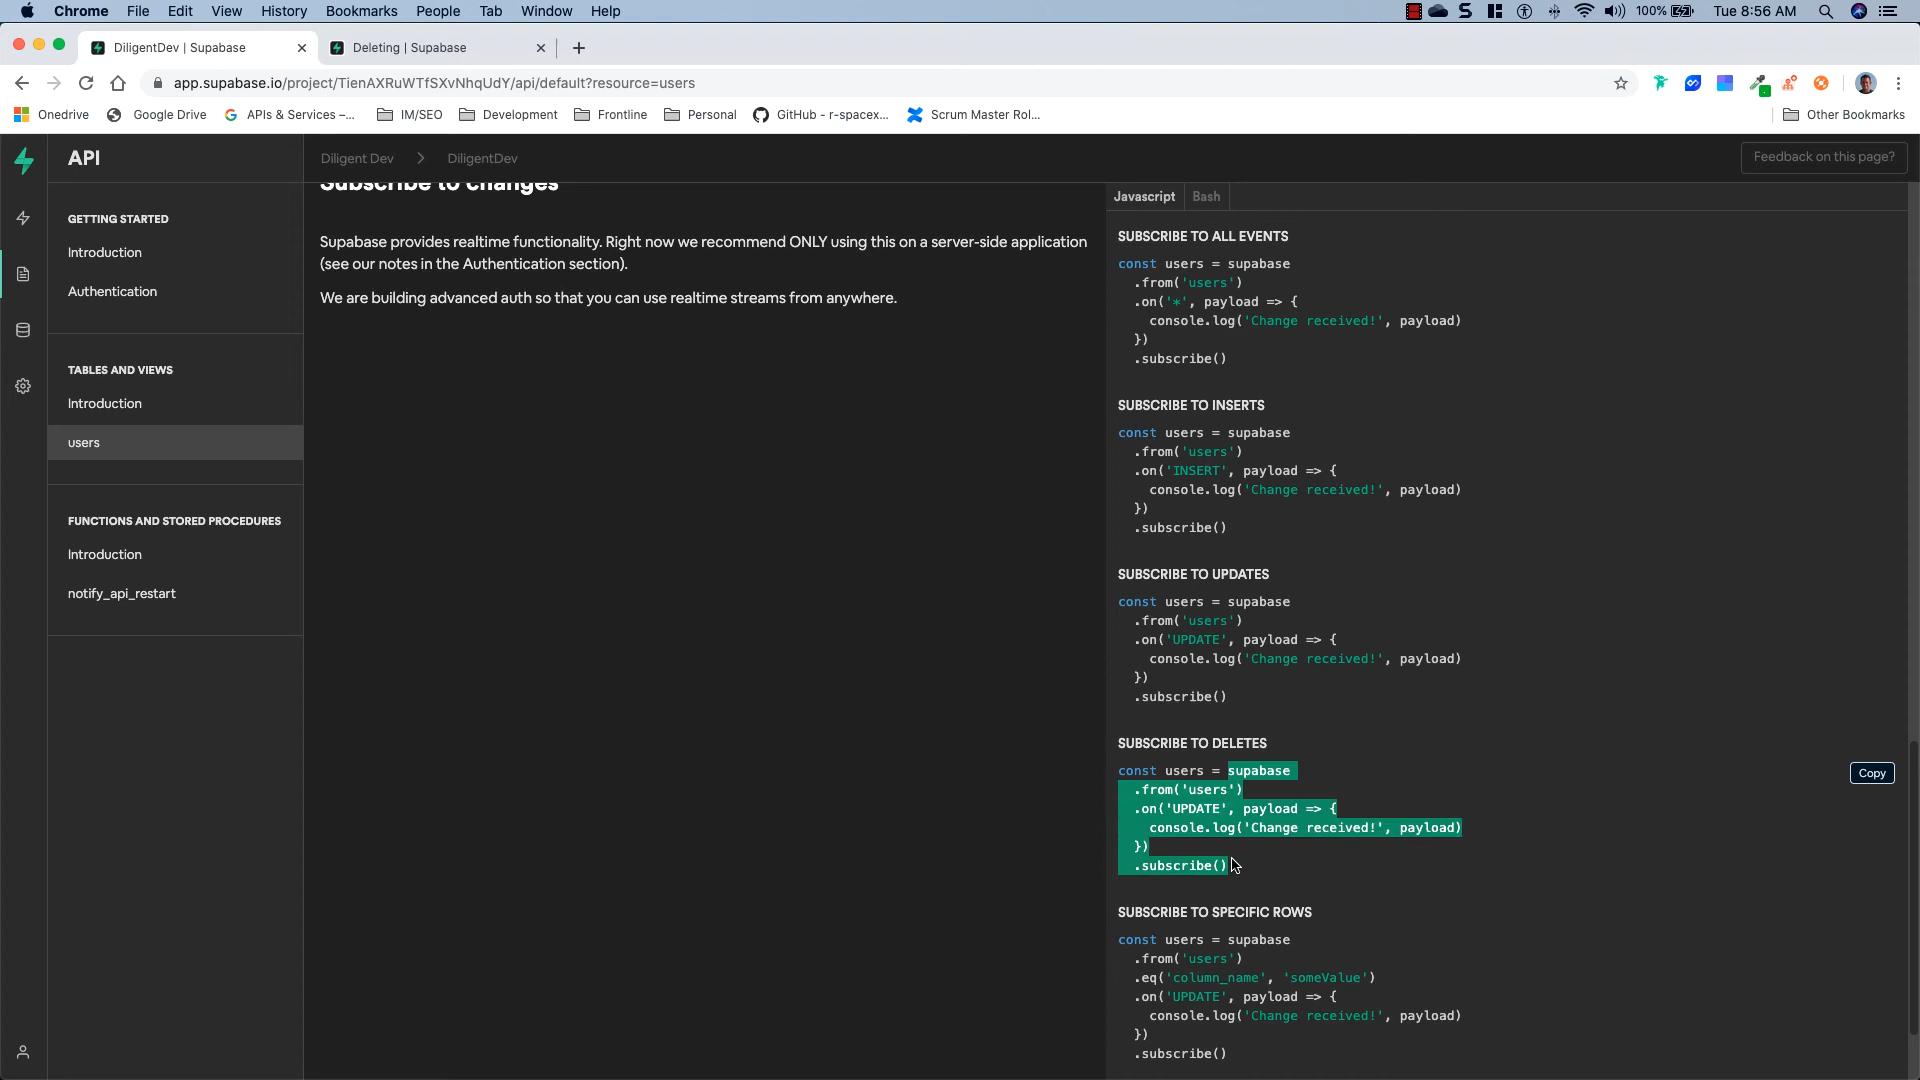 Chrome File Edit View History Bookmarks People Tab Window Help 100% Tue 8:56 AM
DiligentDev | Supabase
Deleting | Supabase
app.supabase.io/project/TienAXRuWTfSXvNhqUdY/api/default?resource=users
Onedrive Google Drive APIs & Services –... IM/SEO Development Frontline Personal GitHub - r-spacex... Scrum Master Rol... Other Bookmarks
API
Diligent Dev > DiligentDev
Feedback on this page?
GETTING STARTED
Introduction
Authentication
TABLES AND VIEWS
Introduction
users
FUNCTIONS AND STORED PROCEDURES
Introduction
notify_api_restart
Subscribe to changes
Supabase provides realtime functionality. Right now we recommend ONLY using this on a server-side application
(see our notes in the Authentication section).
We are building advanced auth so that you can use realtime streams from anywhere.
Javascript Bash
SUBSCRIBE TO ALL EVENTS
const users = supabase
.from('users')
.on('*', payload => {
console.log('Change received!', payload)
})
.subscribe()
SUBSCRIBE TO INSERTS
const users = supabase
.from('users')
.on('INSERT', payload => {
console.log('Change received!', payload)
})
.subscribe()
SUBSCRIBE TO UPDATES
const users = supabase
.from('users')
.on('UPDATE', payload => {
console.log('Change received!', payload)
})
.subscribe()
SUBSCRIBE TO DELETES
const users = supabase
Copy
.from('users')
.on('UPDATE', payload => {
console.log('Change received!', payload)
})
.subscribe()
SUBSCRIBE TO SPECIFIC ROWS
const users = supabase
.from('users')
.eq('column_name', 'someValue')
.on('UPDATE', payload => {
console.log('Change received!', payload)
})
.subscribe()